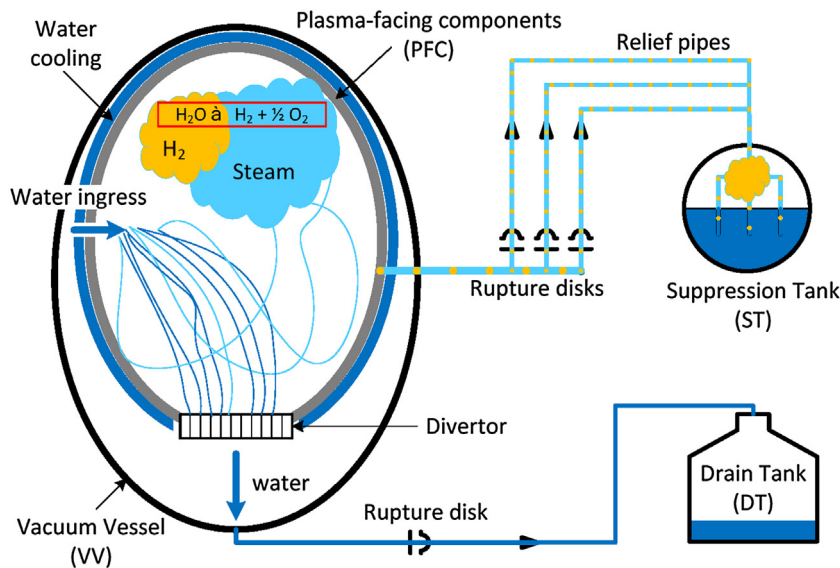 Water
cooling
Plasma-facing components
(PFC)
Relief pipes
H₂O à H₂ + ½ O₂
H₂
Steam
Water ingress
Rupture disks
Suppression Tank
(ST)
Divertor
water
Drain Tank
(DT)
Rupture disk
Vacuum Vessel
(VV)